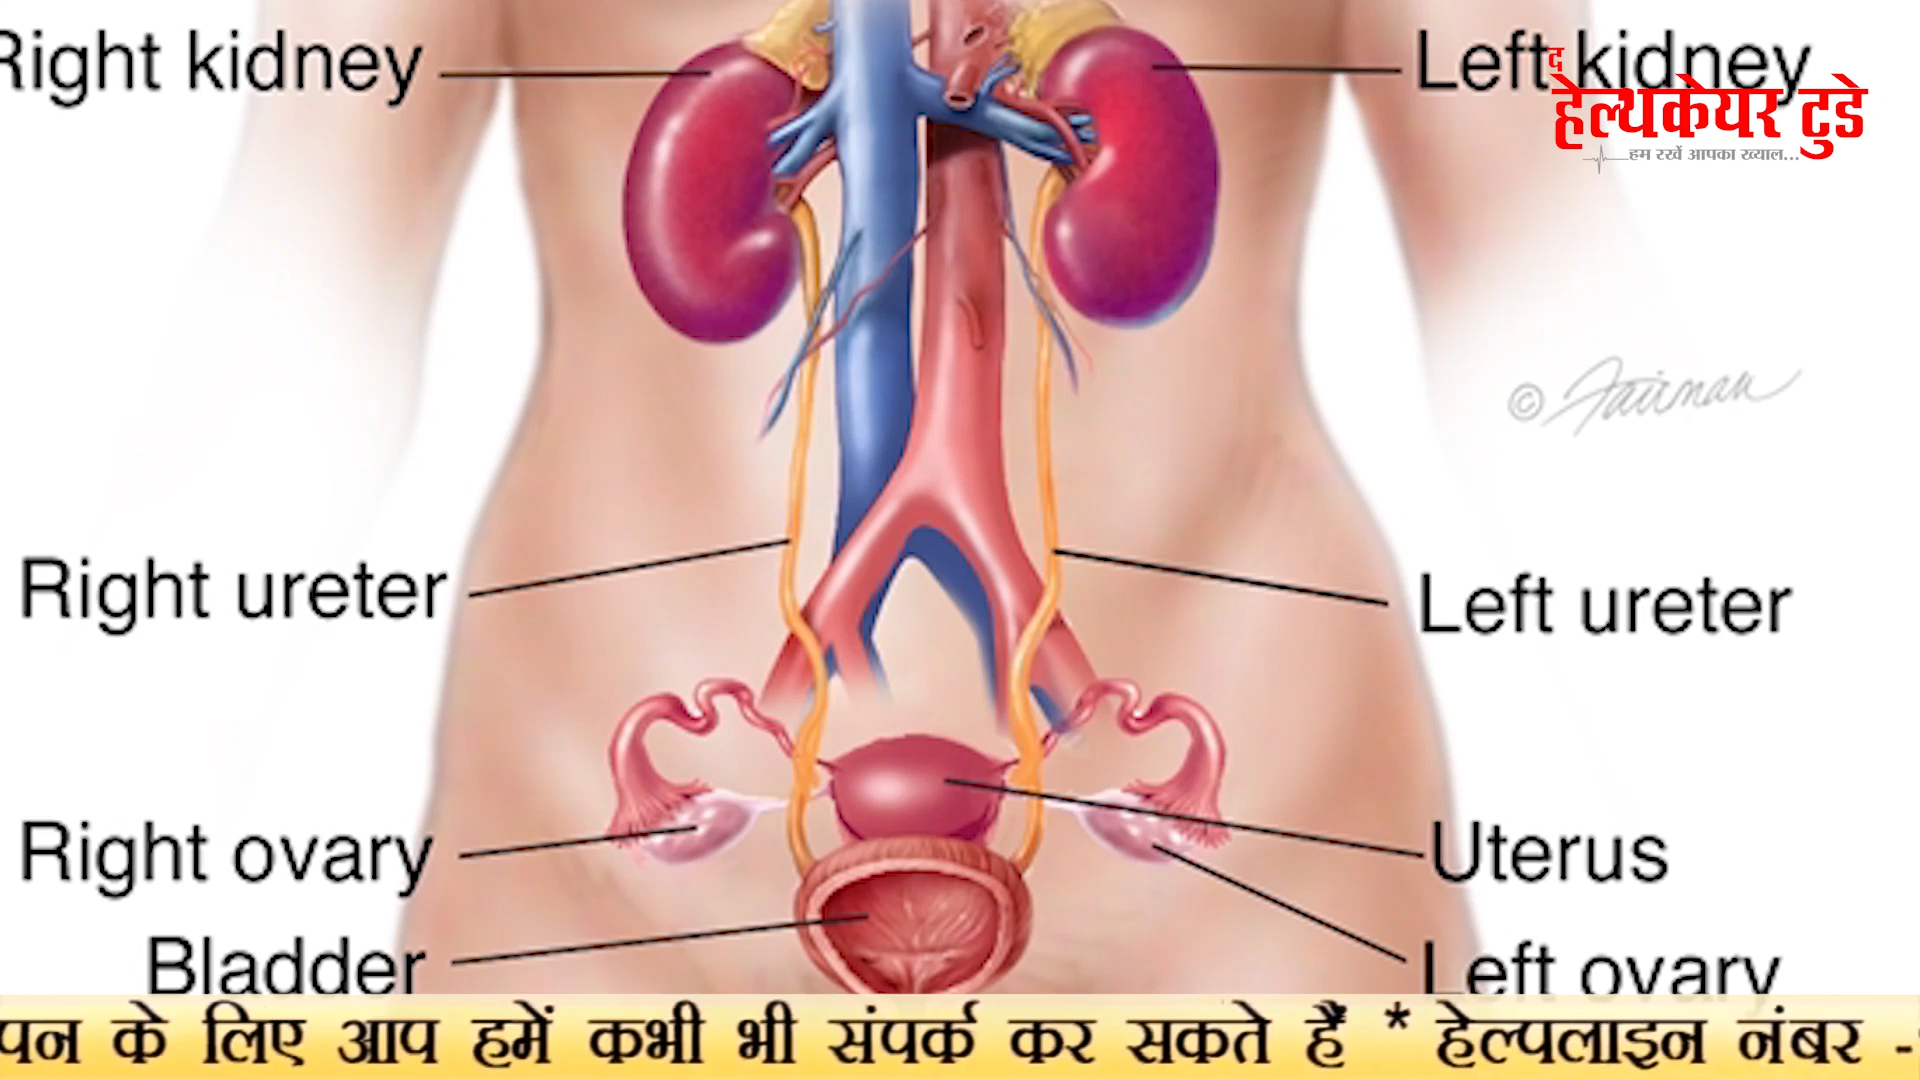 Right kidney
Left kidney
द
हेल्थकेयर टुडे
हम रखें आपका ख्याल...
© Fairman
Right ureter
Left ureter
Right ovary
Uterus
Bladder
Left ovary
पन के लिए आप हमें कभी भी संपर्क कर सकते हैं * हेल्पलाइन नंबर -